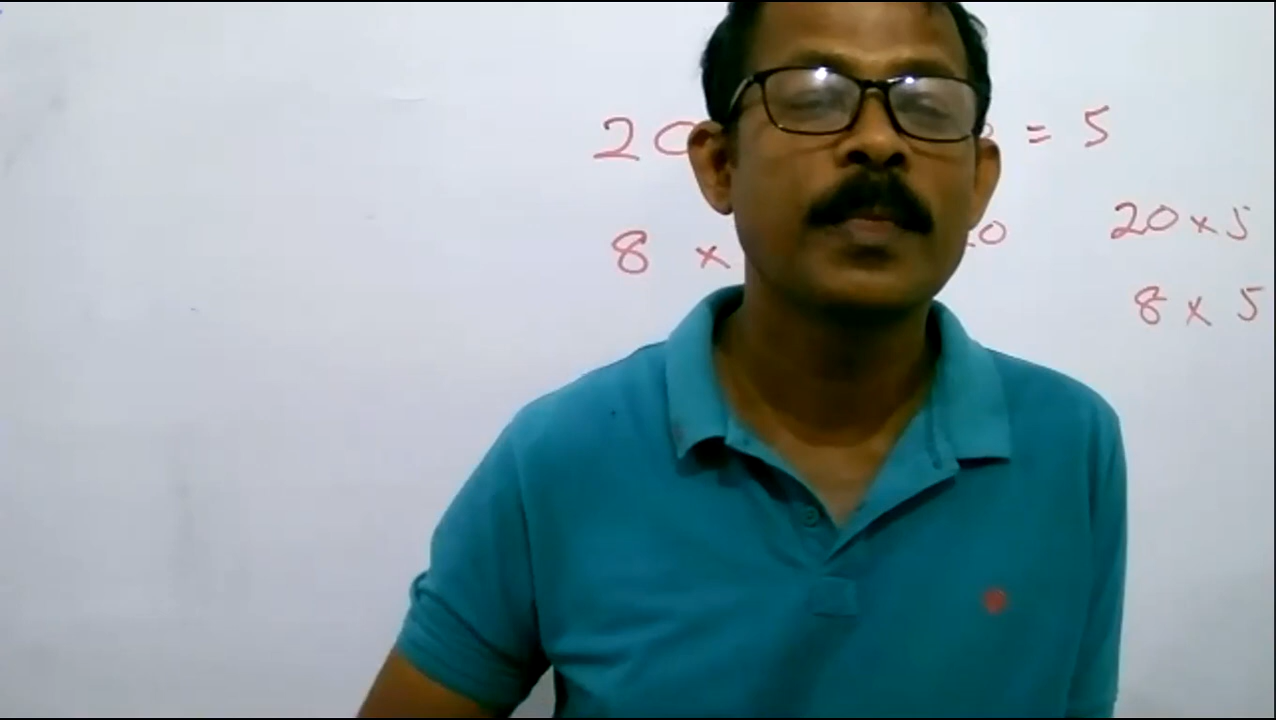 20 = 5
8 × 20
20 × 5
8 × 5